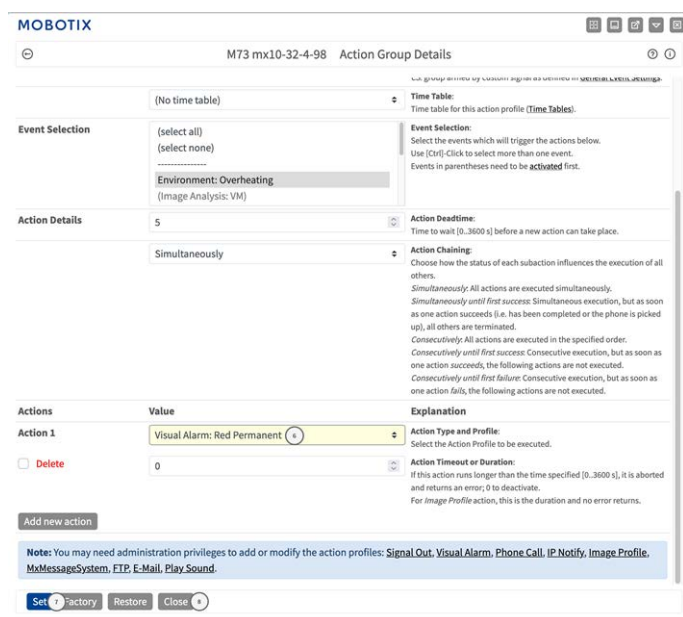 MOBOTIX
M73 mx10-32-4-98 Action Group Details
C.S: group armed by custom signal as defined in General Event Settings.
(No time table)
Time Table:
Time table for this action profile (Time Tables).
Event Selection
(select all)
(select none)
---------------
Environment: Overheating
(Image Analysis: VM)
Event Selection:
Select the events which will trigger the actions below.
Use [Ctrl]-Click to select more than one event.
Events in parentheses need to be activated first.
Action Details
5
Action Deadtime:
Time to wait [0..3600 s] before a new action can take place.
Simultaneously
Action Chaining:
Choose how the status of each subaction influences the execution of all
others.
Simultaneously: All actions are executed simultaneously.
Simultaneously until first success: Simultaneous execution, but as soon
as one action succeeds (i.e. has been completed or the phone is picked
up), all others are terminated.
Consecutively: All actions are executed in the specified order.
Consecutively until first success: Consecutive execution, but as soon as
one action succeeds, the following actions are not executed.
Consecutively until first failure: Consecutive execution, but as soon as
one action fails, the following actions are not executed.
Actions Value Explanation
Action 1
Visual Alarm: Red Permanent 6
Action Type and Profile:
Select the Action Profile to be executed.
Delete
0
Action Timeout or Duration:
If this action runs longer than the time specified [0..3600 s], it is aborted
and returns an error; 0 to deactivate.
For Image Profile action, this is the duration and no error returns.
Add new action
Note: You may need administration privileges to add or modify the action profiles: Signal Out, Visual Alarm, Phone Call, IP Notify, Image Profile,
MxMessageSystem, FTP, E-Mail, Play Sound.
Set 7 Factory Restore Close 8